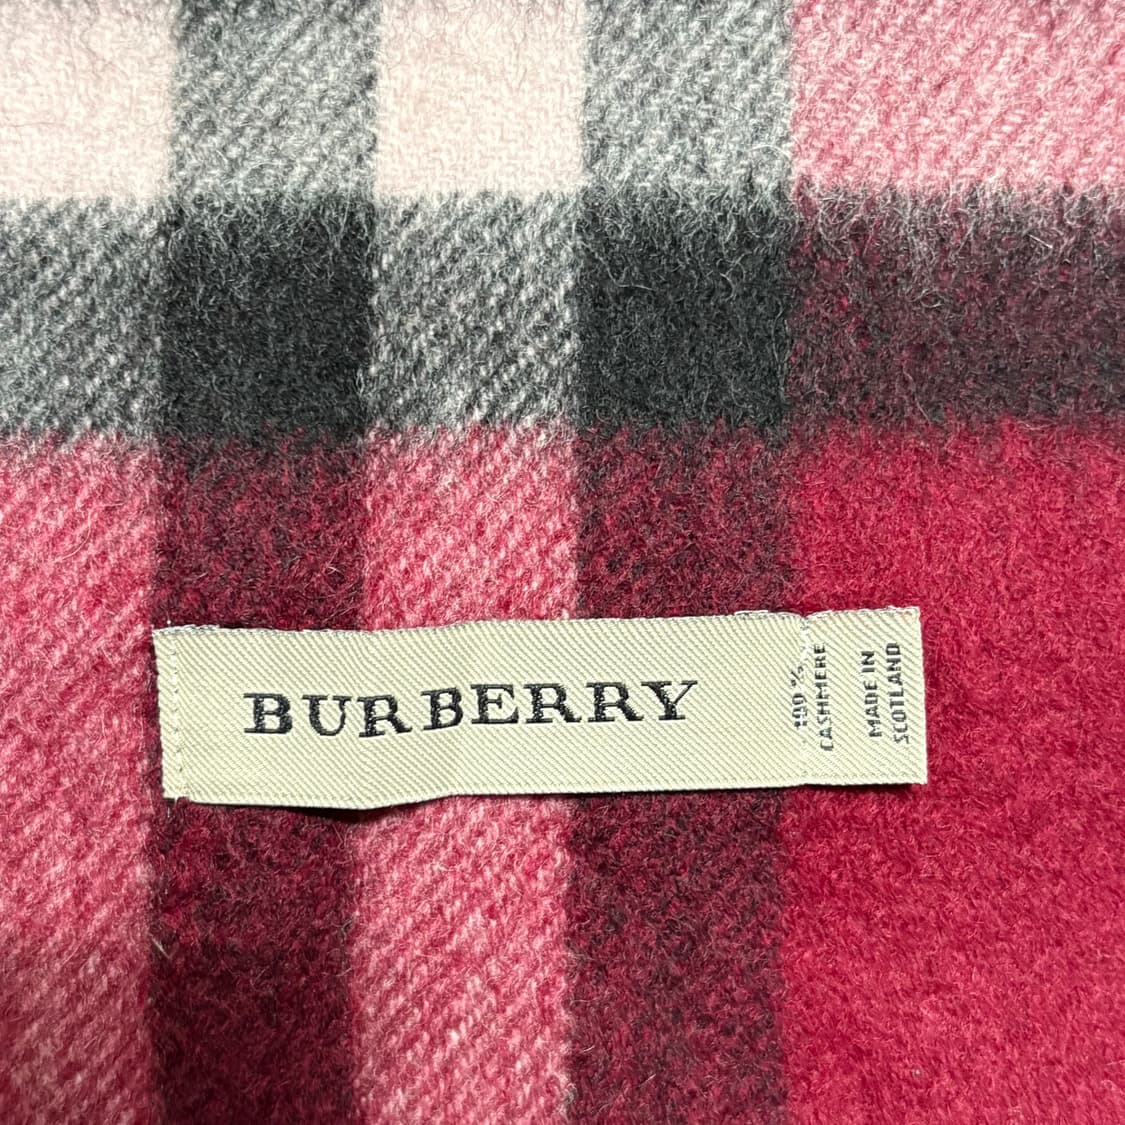 BURBERRY
100%
CASHMERE
MADE IN
SCOTLAND